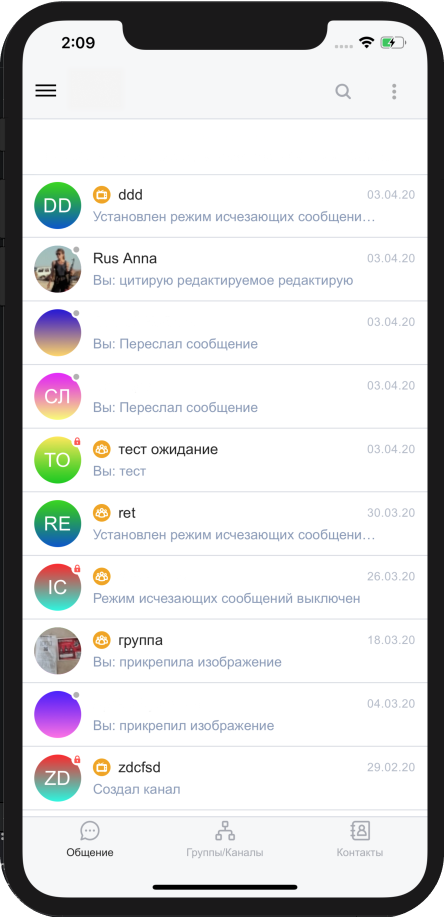 2:09
DD
ddd
03.04.20
Установлен режим исчезающих сообщени…
Rus Anna
03.04.20
Вы: цитирую редактируемое редактирую
03.04.20
Вы: Переслал сообщение
СЛ
03.04.20
Вы: Переслал сообщение
ТО
тест ожидание
03.04.20
Вы: тест
RE
ret
30.03.20
Установлен режим исчезающих сообщени…
IC
26.03.20
Режим исчезающих сообщений выключен
группа
18.03.20
Вы: прикрепила изображение
04.03.20
Вы: прикрепил изображение
ZD
zdcfsd
29.02.20
Создал канал
Общение
Группы/Каналы
Контакты